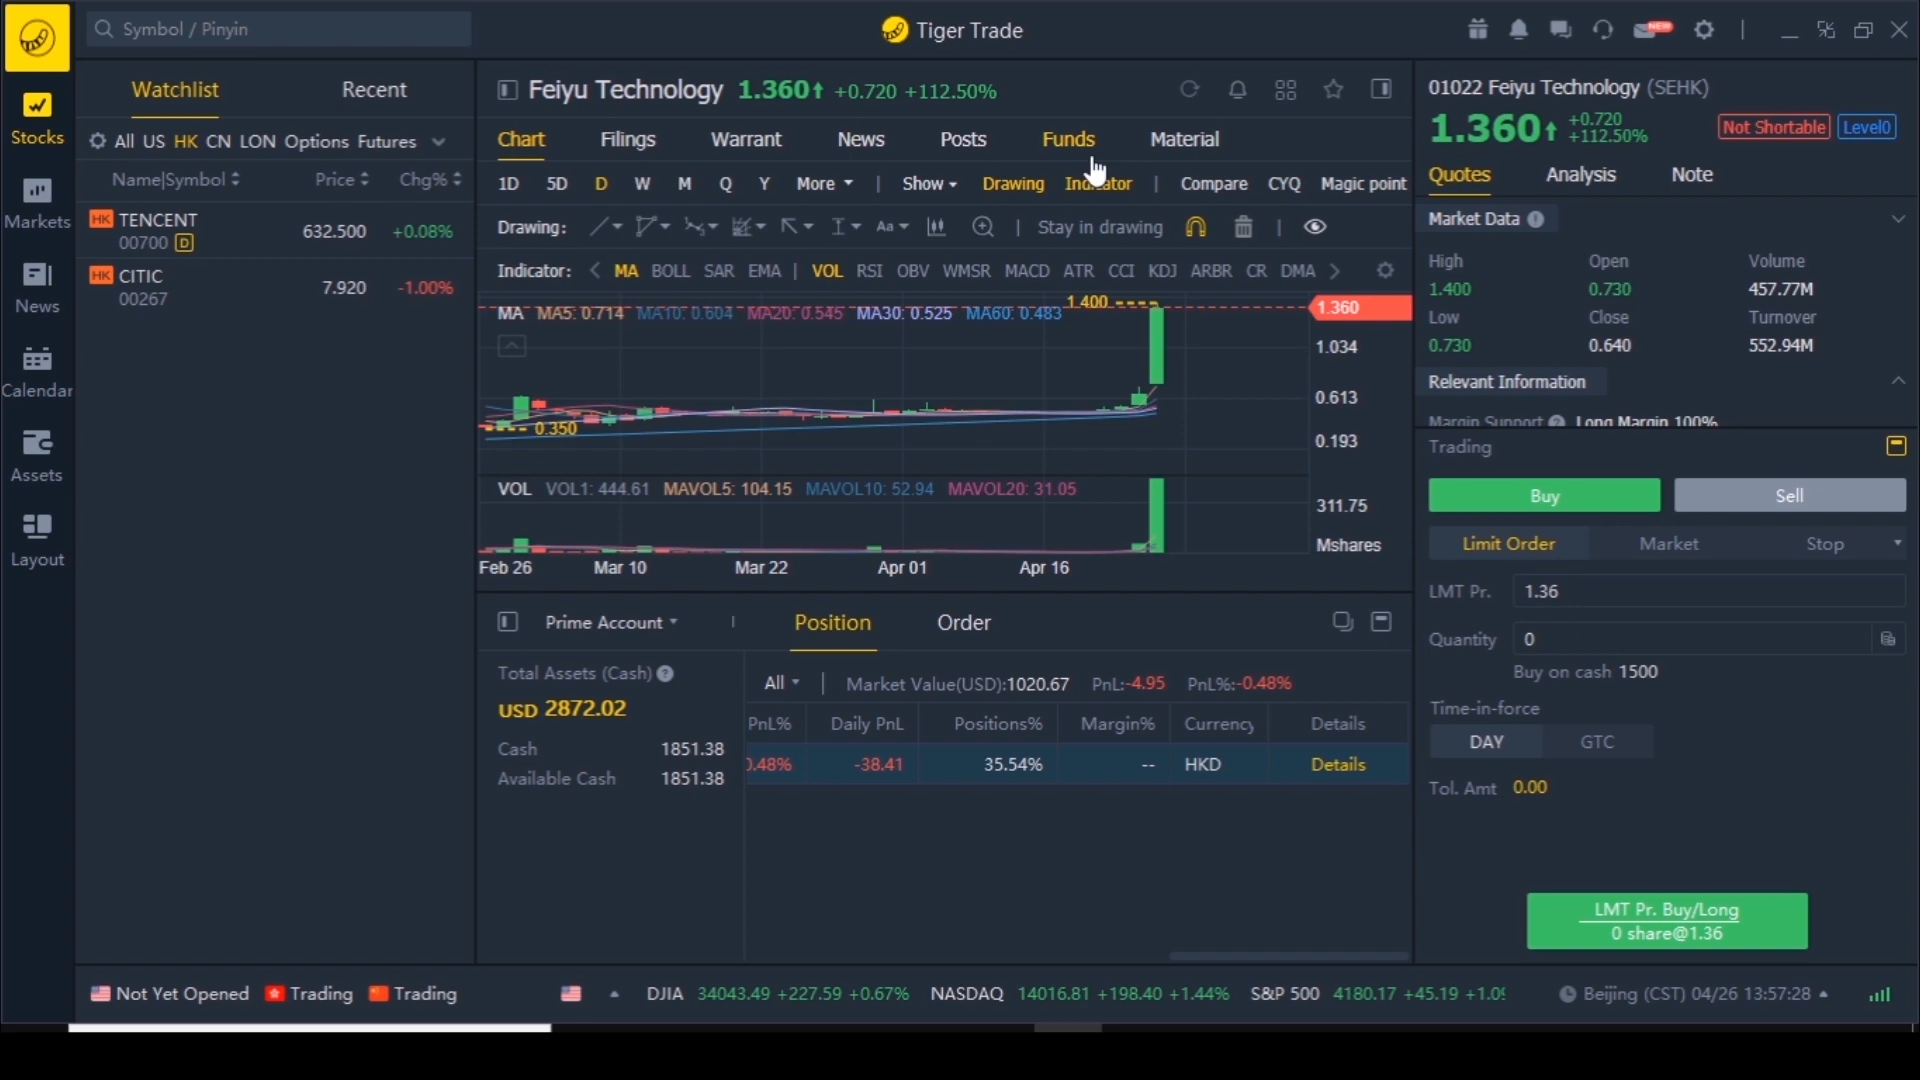 Symbol / Pinyin
Tiger Trade
NEW
Stocks
Markets
News
Calendar
Assets
Layout
Watchlist Recent
All US HK CN LON Options Futures
Name|Symbol Price Chg%
HK TENCENT 632.500 +0.08%
00700 D
HK CITIC 7.920 -1.00%
00267
Feiyu Technology 1.360 +0.720 +112.50%
Chart Filings Warrant News Posts Funds Material
1D 5D D W M Q Y More | Show Drawing Indicator | Compare CYQ Magic point
Drawing: Aa | Stay in drawing |
Indicator: MA BOLL SAR EMA | VOL RSI OBV WMSR MACD ATR CCI KDJ ARBR CR DMA
1.400
MA MA5: 0.714 MA10: 0.604 MA20: 0.545 MA30: 0.525 MA60: 0.483
1.360
1.034
0.613
0.350
0.193
VOL VOL1: 444.61 MAVOL5: 104.15 MAVOL10: 52.94 MAVOL20: 31.05
311.75
Mshares
Feb 26 Mar 10 Mar 22 Apr 01 Apr 16
Prime Account Position Order
Total Assets (Cash)
USD 2872.02
Cash 1851.38
Available Cash 1851.38
All | Market Value(USD):1020.67 PnL:-4.95 PnL%:-0.48%
PnL% Daily PnL Positions% Margin% Currency Details
0.48% -38.41 35.54% -- HKD Details
01022 Feiyu Technology (SEHK)
1.360 +0.720 +112.50% Not Shortable Level0
Quotes Analysis Note
Market Data
High Open Volume
1.400 0.730 457.77M
Low Close Turnover
0.730 0.640 552.94M
Relevant Information
Margin Support Long Margin 100%
Trading
Buy Sell
Limit Order Market Stop
LMT Pr. 1.36
Quantity 0
Buy on cash 1500
Time-in-force
DAY GTC
Tol. Amt 0.00
LMT Pr. Buy/Long
0 share@1.36
Not Yet Opened Trading Trading DJIA 34043.49 +227.59 +0.67% NASDAQ 14016.81 +198.40 +1.44% S&P 500 4180.17 +45.19 +1.09 Beijing (CST) 04/26 13:57:28